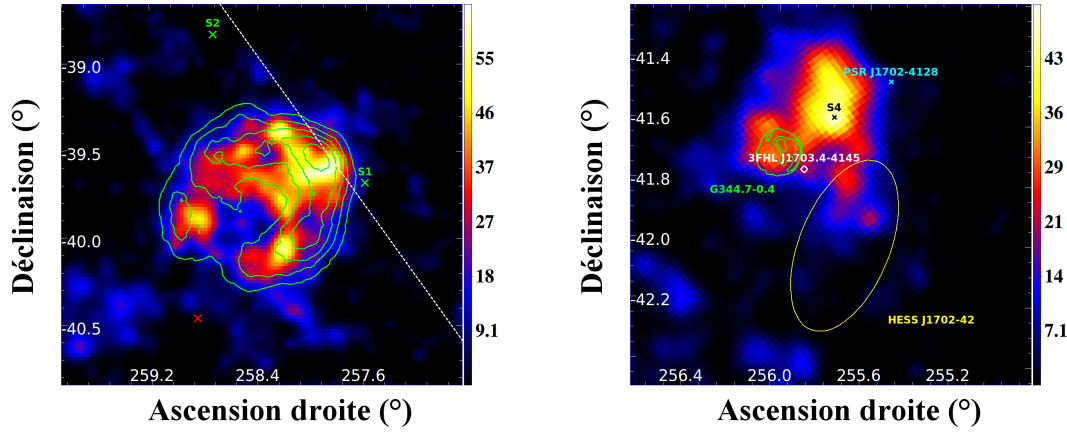 S2
S1
-39.0
-39.5
-40.0
-40.5
259.2 258.4 257.6
55
46
37
27
18
9.1
Déclinaison (°)
Ascension droite (°)
PSR J1702-4128
S4
3FHL J1703.4-4145
G344.7-0.4
HESS J1702-42
-41.4
-41.6
-41.8
-42.0
-42.2
256.4 256.0 255.6 255.2
43
36
29
21
14
7.1
Déclinaison (°)
Ascension droite (°)